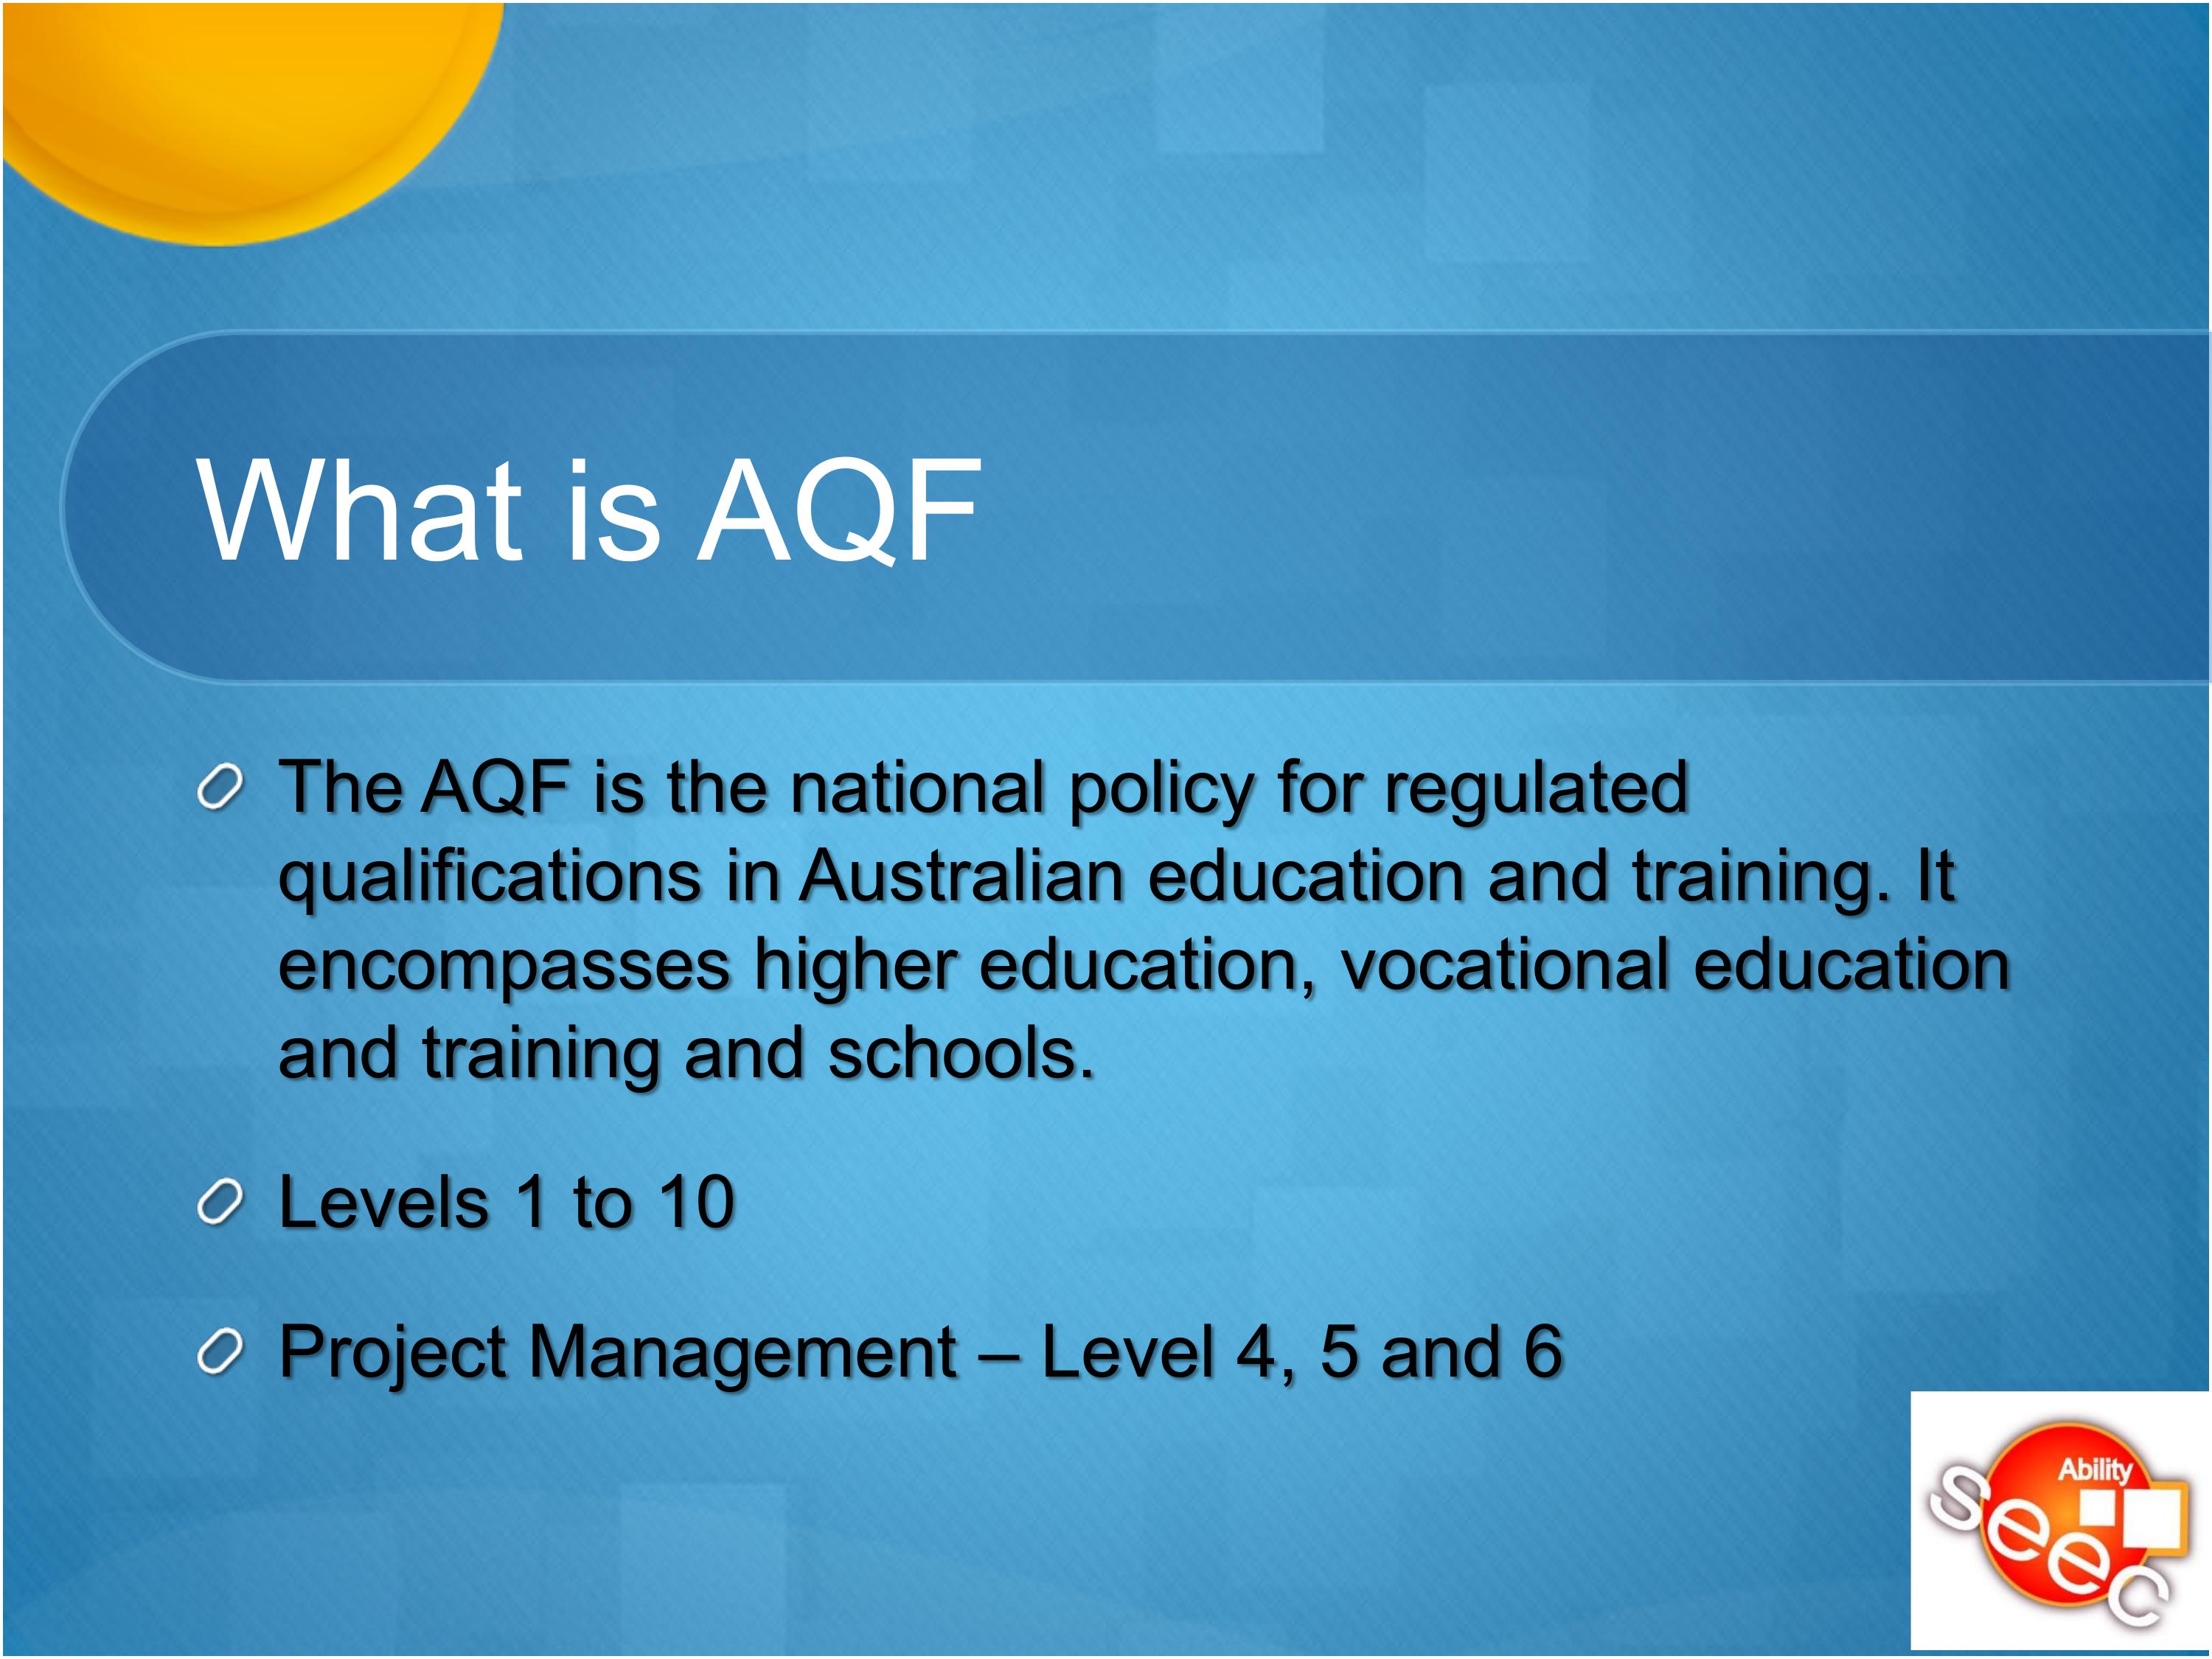 What is AQF
The AQF is the national policy for regulated
qualifications in Australian education and training. It
encompasses higher education, vocational education
and training and schools.
Levels 1 to 10
Project Management – Level 4, 5 and 6
Ability
seec